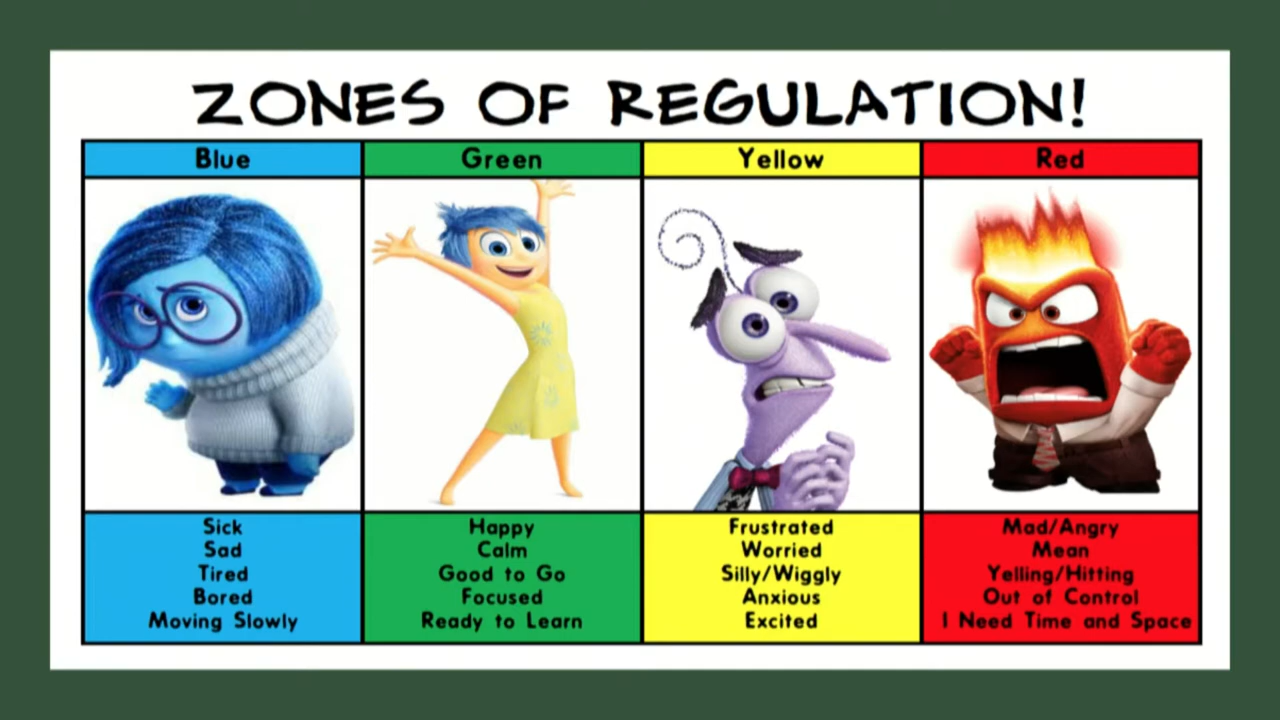 ZONES OF REGULATION!
Blue
Green
Yellow
Red
Sick
Sad
Tired
Bored
Moving Slowly
Happy
Calm
Good to Go
Focused
Ready to Learn
Frustrated
Worried
Silly/Wiggly
Anxious
Excited
Mad/Angry
Mean
Yelling/Hitting
Out of Control
I Need Time and Space